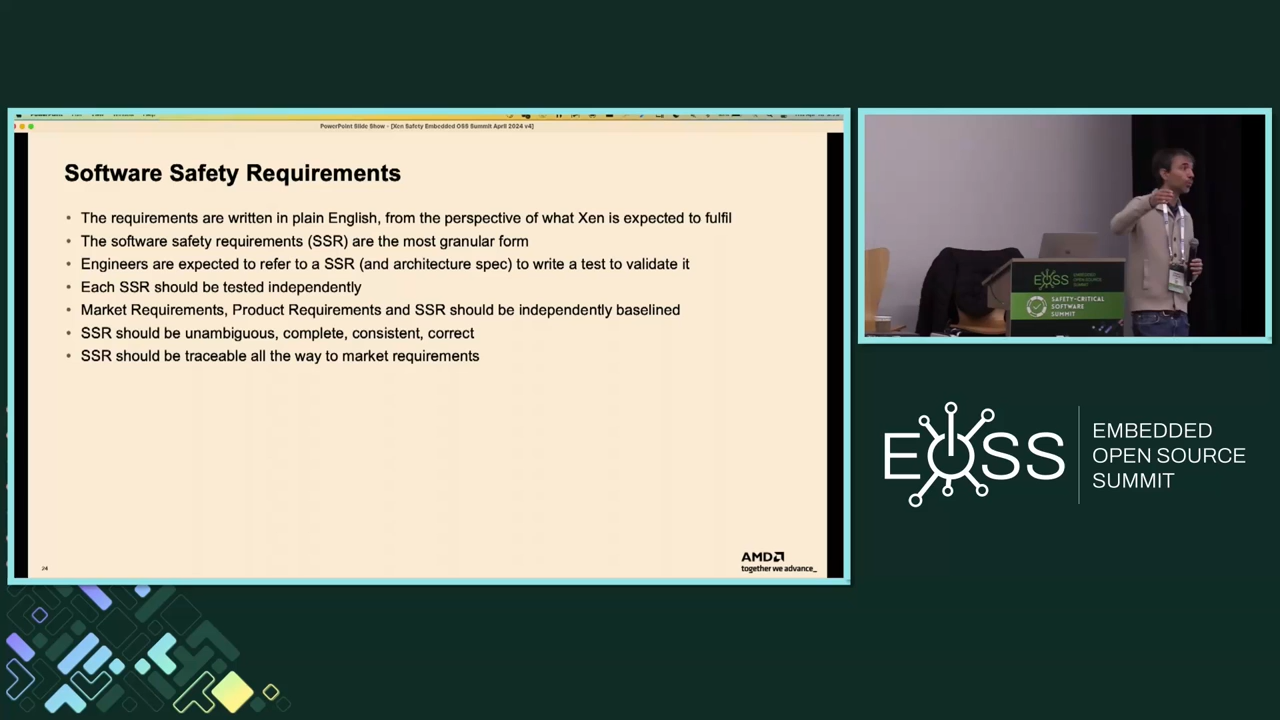 PowerPoint Slide Show - [Xen Safety Embedded OSS Summit April 2024 v4]
Software Safety Requirements
• The requirements are written in plain English, from the perspective of what Xen is expected to fulfil
• The software safety requirements (SSR) are the most granular form
• Engineers are expected to refer to a SSR (and architecture spec) to write a test to validate it
• Each SSR should be tested independently
• Market Requirements, Product Requirements and SSR should be independently baselined
• SSR should be unambiguous, complete, consistent, correct
• SSR should be traceable all the way to market requirements
24
AMD
together we advance_
EOSS
EMBEDDED
OPEN SOURCE
SUMMIT
SAFETY-CRITICAL
SOFTWARE
SUMMIT
EOSS
EMBEDDED
OPEN SOURCE
SUMMIT